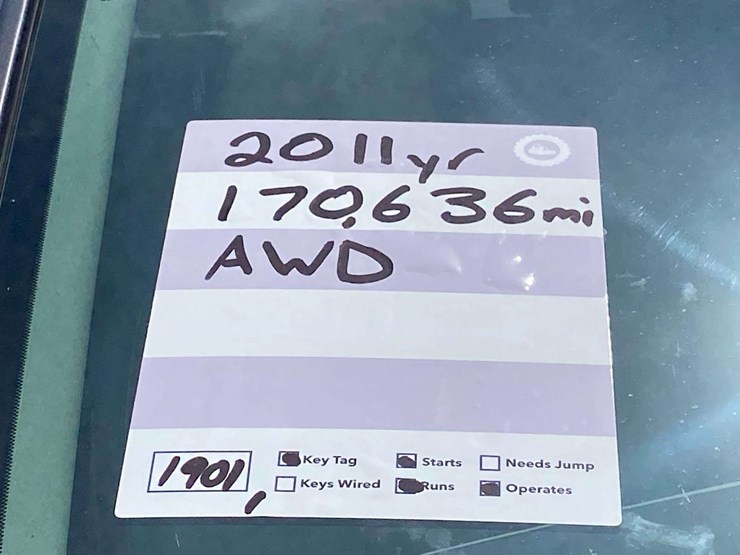 2011yr
170,636mi
AWD
1901,
Key Tag Starts Needs Jump
Keys Wired Runs Operates